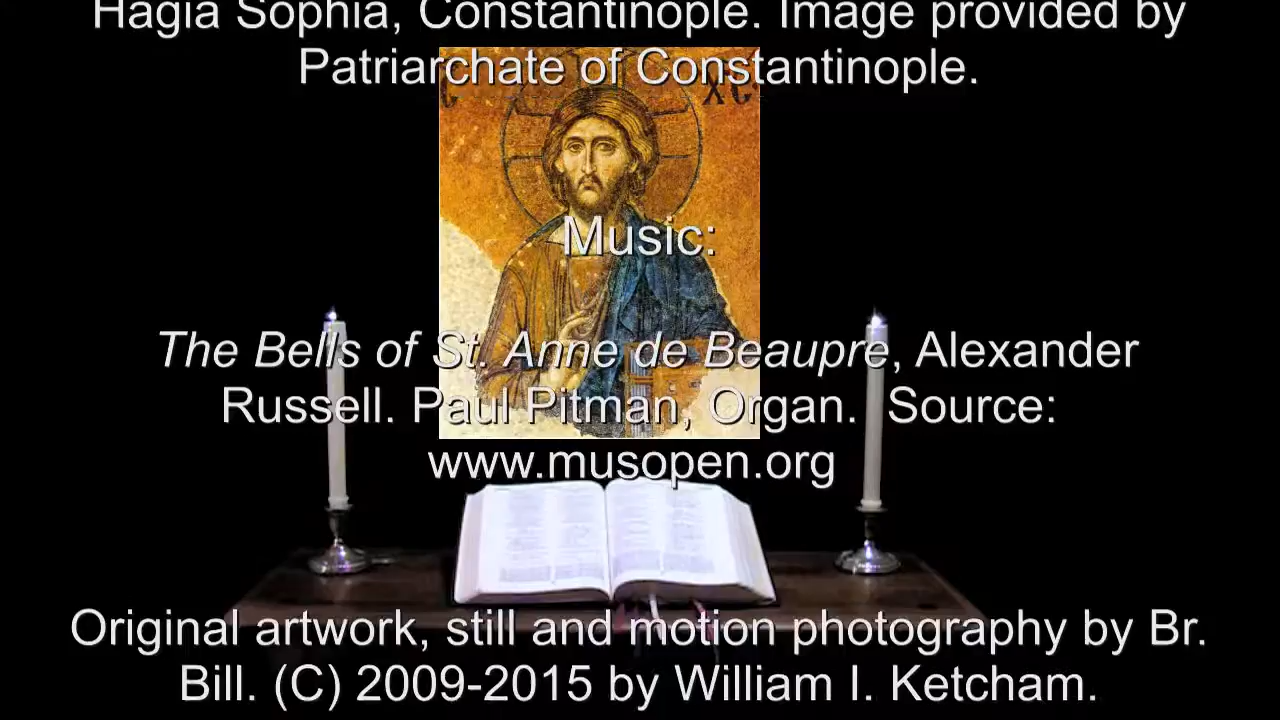 Hagia Sophia, Constantinople. Image provided by
Patriarchate of Constantinople.
Music:
The Bells of St. Anne de Beaupre, Alexander
Russell. Paul Pitman, Organ. Source:
www.musopen.org
Original artwork, still and motion photography by Br.
Bill. (C) 2009-2015 by William I. Ketcham.